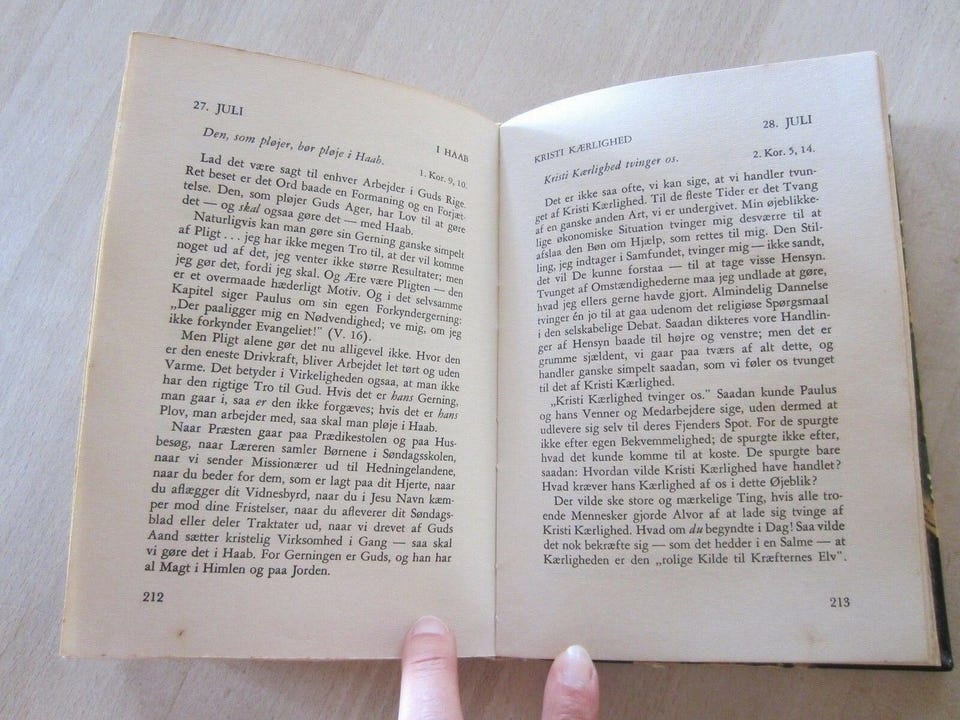 27. JULI
I HAAB
Den, som pløjer, bør pløje i Haab.
1. Kor. 9, 10.
Lad det være sagt til enhver Arbejder i Guds Rige.
Ret beset er det Ord baade en Formaning og en Forjæt-
telse. Den, som pløjer Guds Ager, har Lov til at gøre
det — og skal ogsaa gøre det — med Haab.
Naturligvis kan man gøre sin Gerning ganske simpelt
af Pligt . . . jeg har ikke megen Tro til, at der vil komme
noget ud af det, jeg venter ikke større Resultater; men
jeg gør det, fordi jeg skal. Og Ære være Pligten — den
er et overmaade hæderligt Motiv. Og i det selvsamme
Kapitel siger Paulus om sin egen Forkyndergerning:
„Der paaligger mig en Nødvendighed; ve mig, om jeg
ikke forkynder Evangeliet!“ (V. 16).
Men Pligt alene gør det nu alligevel ikke. Hvor den
er den eneste Drivkraft, bliver Arbejdet let tørt og uden
Varme. Det betyder i Virkeligheden ogsaa, at man ikke
har den rigtige Tro til Gud. Hvis det er hans Gerning,
man gaar i, saa er den ikke forgæves; hvis det er hans
Plov, man arbejder med, saa skal man pløje i Haab.
Naar Præsten gaar paa Prædikestolen og paa Hus-
besøg, naar Læreren samler Børnene i Søndagsskolen,
naar vi sender Missionærer ud til Hedningelandene,
naar du beder for dem, som er lagt paa dit Hjerte, naar
du aflægger dit Vidnesbyrd, naar du i Jesu Navn kæm-
per mod dine Fristelser, naar du afleverer dit Søndags-
blad eller deler Traktater ud, naar vi drevet af Guds
Aand sætter kristelig Virksomhed i Gang — saa skal
vi gøre det i Haab. For Gerningen er Guds, og han har
al Magt i Himlen og paa Jorden.
212
28. JULI
KRISTI KÆRLIGHED
Kristi Kærlighed tvinger os.
2. Kor. 5, 14.
Det er ikke saa ofte, vi kan sige, at vi handler tvun-
get af Kristi Kærlighed. Til de fleste Tider er det Tvang
af en ganske anden Art, vi er undergivet. Min øjeblikke-
lige økonomiske Situation tvinger mig desværre til at
afslaa den Bøn om Hjælp, som rettes til mig. Den Stil-
ling, jeg indtager i Samfundet, tvinger mig — ikke sandt,
det vil De kunne forstaa — til at tage visse Hensyn.
Tvunget af Omstændighederne maa jeg undlade at gøre,
hvad jeg ellers gerne havde gjort. Almindelig Dannelse
tvinger én jo til at gaa udenom det religiøse Spørgsmaal
i den selskabelige Debat. Saadan dikteres vore Handlin-
ger af Hensyn baade til højre og venstre; men det er
grumme sjældent, vi gaar paa tværs af alt dette, og
handler ganske simpelt saadan, som vi føler os tvunget
til det af Kristi Kærlighed.
„Kristi Kærlighed tvinger os.“ Saadan kunde Paulus
og hans Venner og Medarbejdere sige, uden dermed at
udlevere sig selv til deres Fjenders Spot. For de spurgte
ikke efter egen Bekvemmelighed; de spurgte ikke efter,
hvad det kunde komme til at koste. De spurgte bare
saadan: Hvordan vilde Kristi Kærlighed have handlet?
Hvad kræver hans Kærlighed af os i dette Øjeblik?
Der vilde ske store og mærkelige Ting, hvis alle tro-
ende Mennesker gjorde Alvor af at lade sig tvinge af
Kristi Kærlighed. Hvad om du begyndte i Dag! Saa vilde
det nok bekræfte sig — som det hedder i en Salme — at
Kærligheden er den „rolige Kilde til Kræfternes Elv“.
213